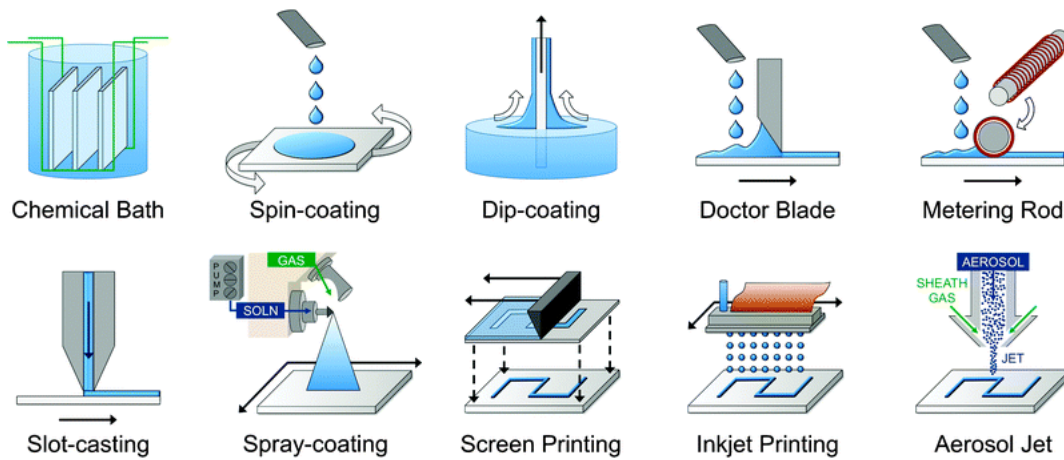 Chemical Bath
Spin-coating
Dip-coating
Doctor Blade
Metering Rod
PUMP
GAS
SOLN
AEROSOL
SHEATH
GAS
JET
Slot-casting
Spray-coating
Screen Printing
Inkjet Printing
Aerosol Jet